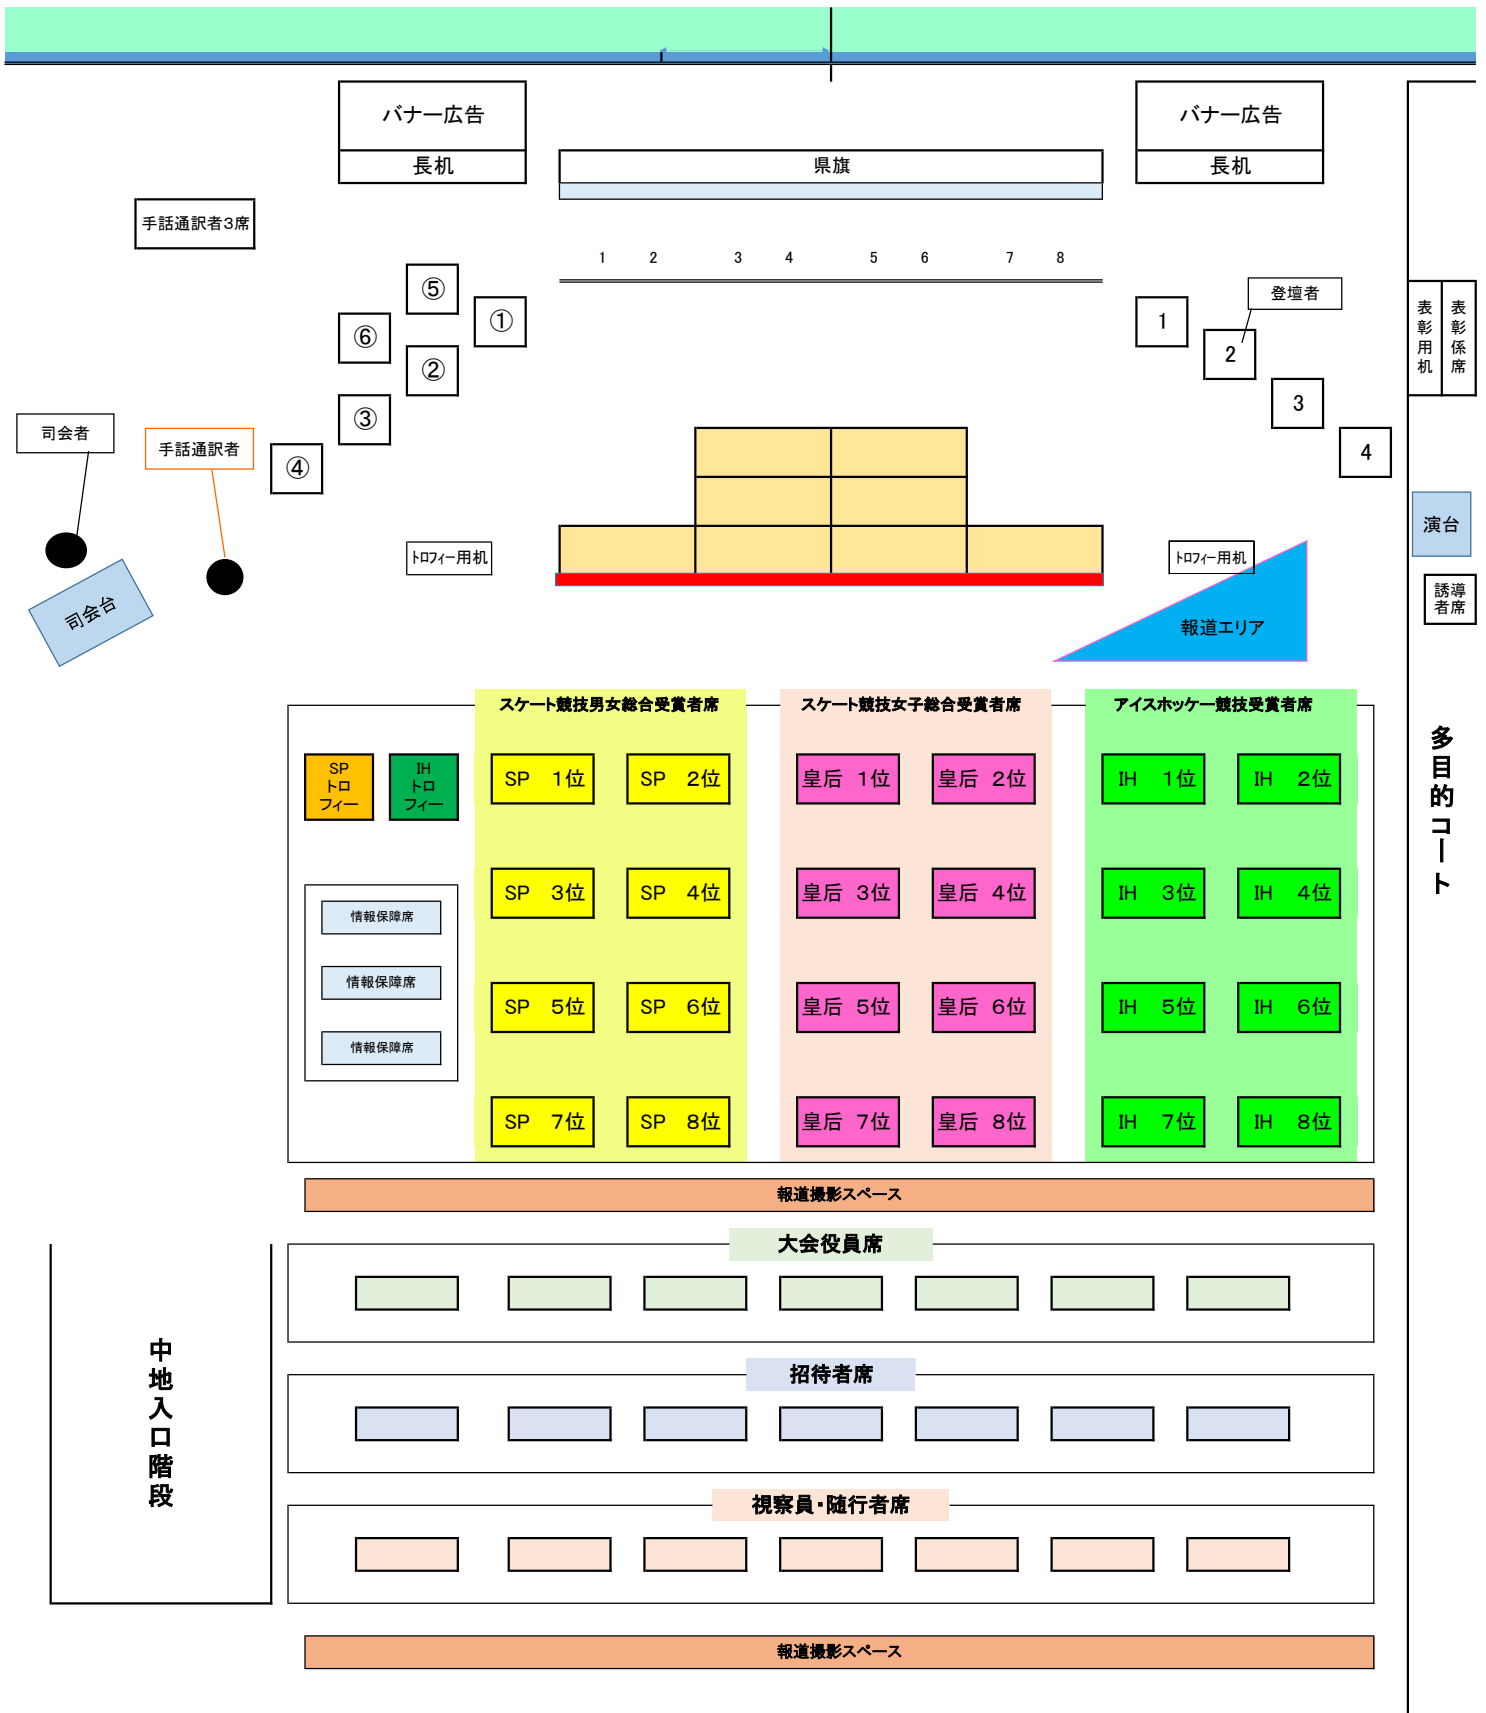 バナー広告
バナー広告
長机
県旗
長机
手話通訳者3席
1 2 3 4 5 6 7 8
⑤
①
⑥
②
③
④
登壇者
1
2
3
4
表彰用机
表彰係席
司会者
手話通訳者
司会台
トロフィー用机
トロフィー用机
演台
誘導
者席
報道エリア
スケート競技男女総合受賞者席
スケート競技女子総合受賞者席
アイスホッケー競技受賞者席
SP
トロ
フィー
IH
トロ
フィー
SP 1位 SP 2位
皇后 1位 皇后 2位
IH 1位 IH 2位
多目的コート
SP 3位 SP 4位
皇后 3位 皇后 4位
IH 3位 IH 4位
情報保障席
情報保障席
情報保障席
SP 5位 SP 6位
皇后 5位 皇后 6位
IH 5位 IH 6位
SP 7位 SP 8位
皇后 7位 皇后 8位
IH 7位 IH 8位
報道撮影スペース
大会役員席
中地入口階段
招待者席
視察員・随行者席
報道撮影スペース